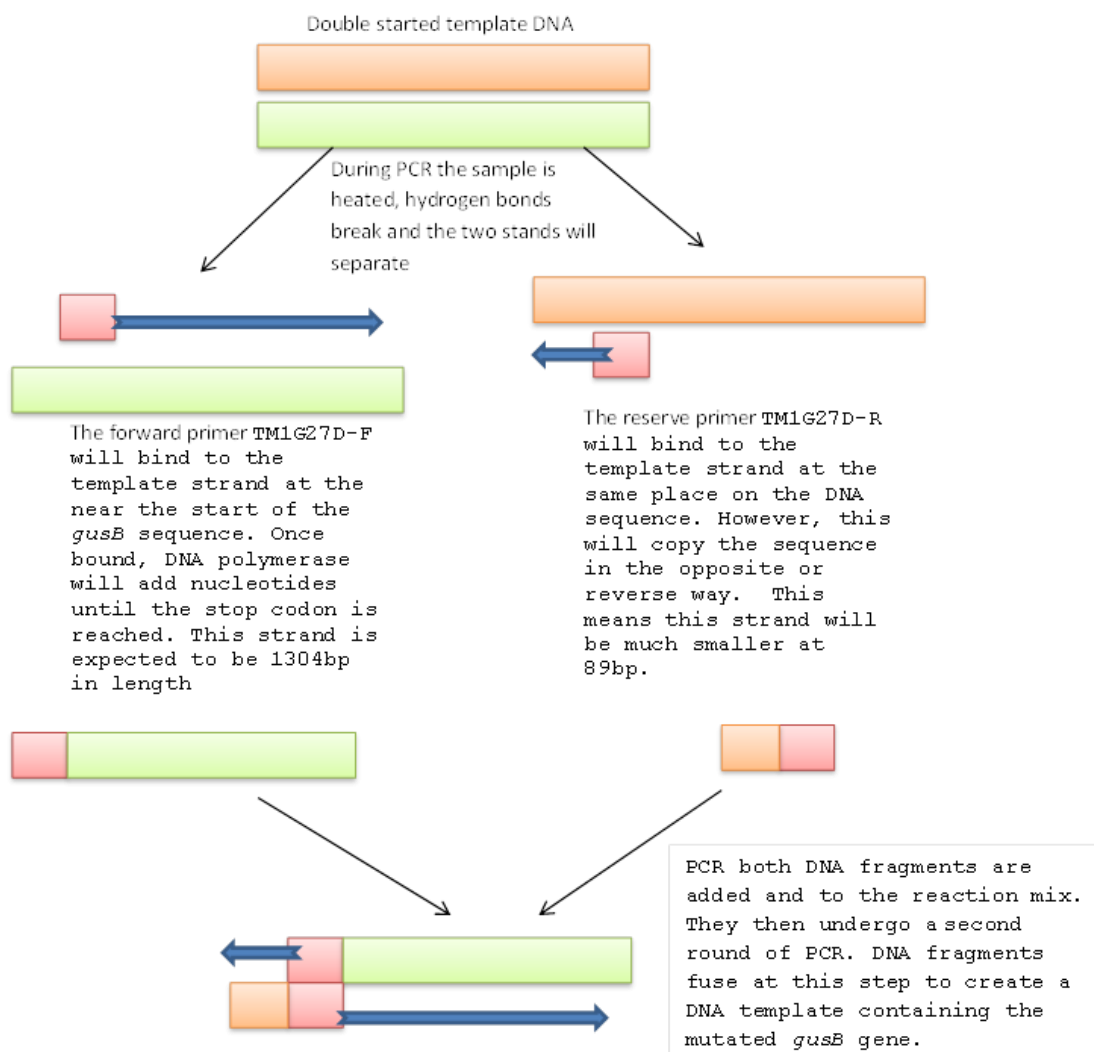 Double started template DNA
During PCR the sample is
heated, hydrogen bonds
break and the two stands will
separate
The forward primer TM1G27D-F
will bind to the
template strand at the
near the start of the
gusB sequence. Once
bound, DNA polymerase
will add nucleotides
until the stop codon is
reached. This strand is
expected to be 1304bp
in length
The reserve primer TM1G27D-R
will bind to the
template strand at the
same place on the DNA
sequence. However, this
will copy the sequence
in the opposite or
reverse way. This
means this strand will
be much smaller at
89bp.
PCR both DNA fragments are
added and to the reaction mix.
They then undergo a second
round of PCR. DNA fragments
fuse at this step to create a
DNA template containing the
mutated gusB gene.